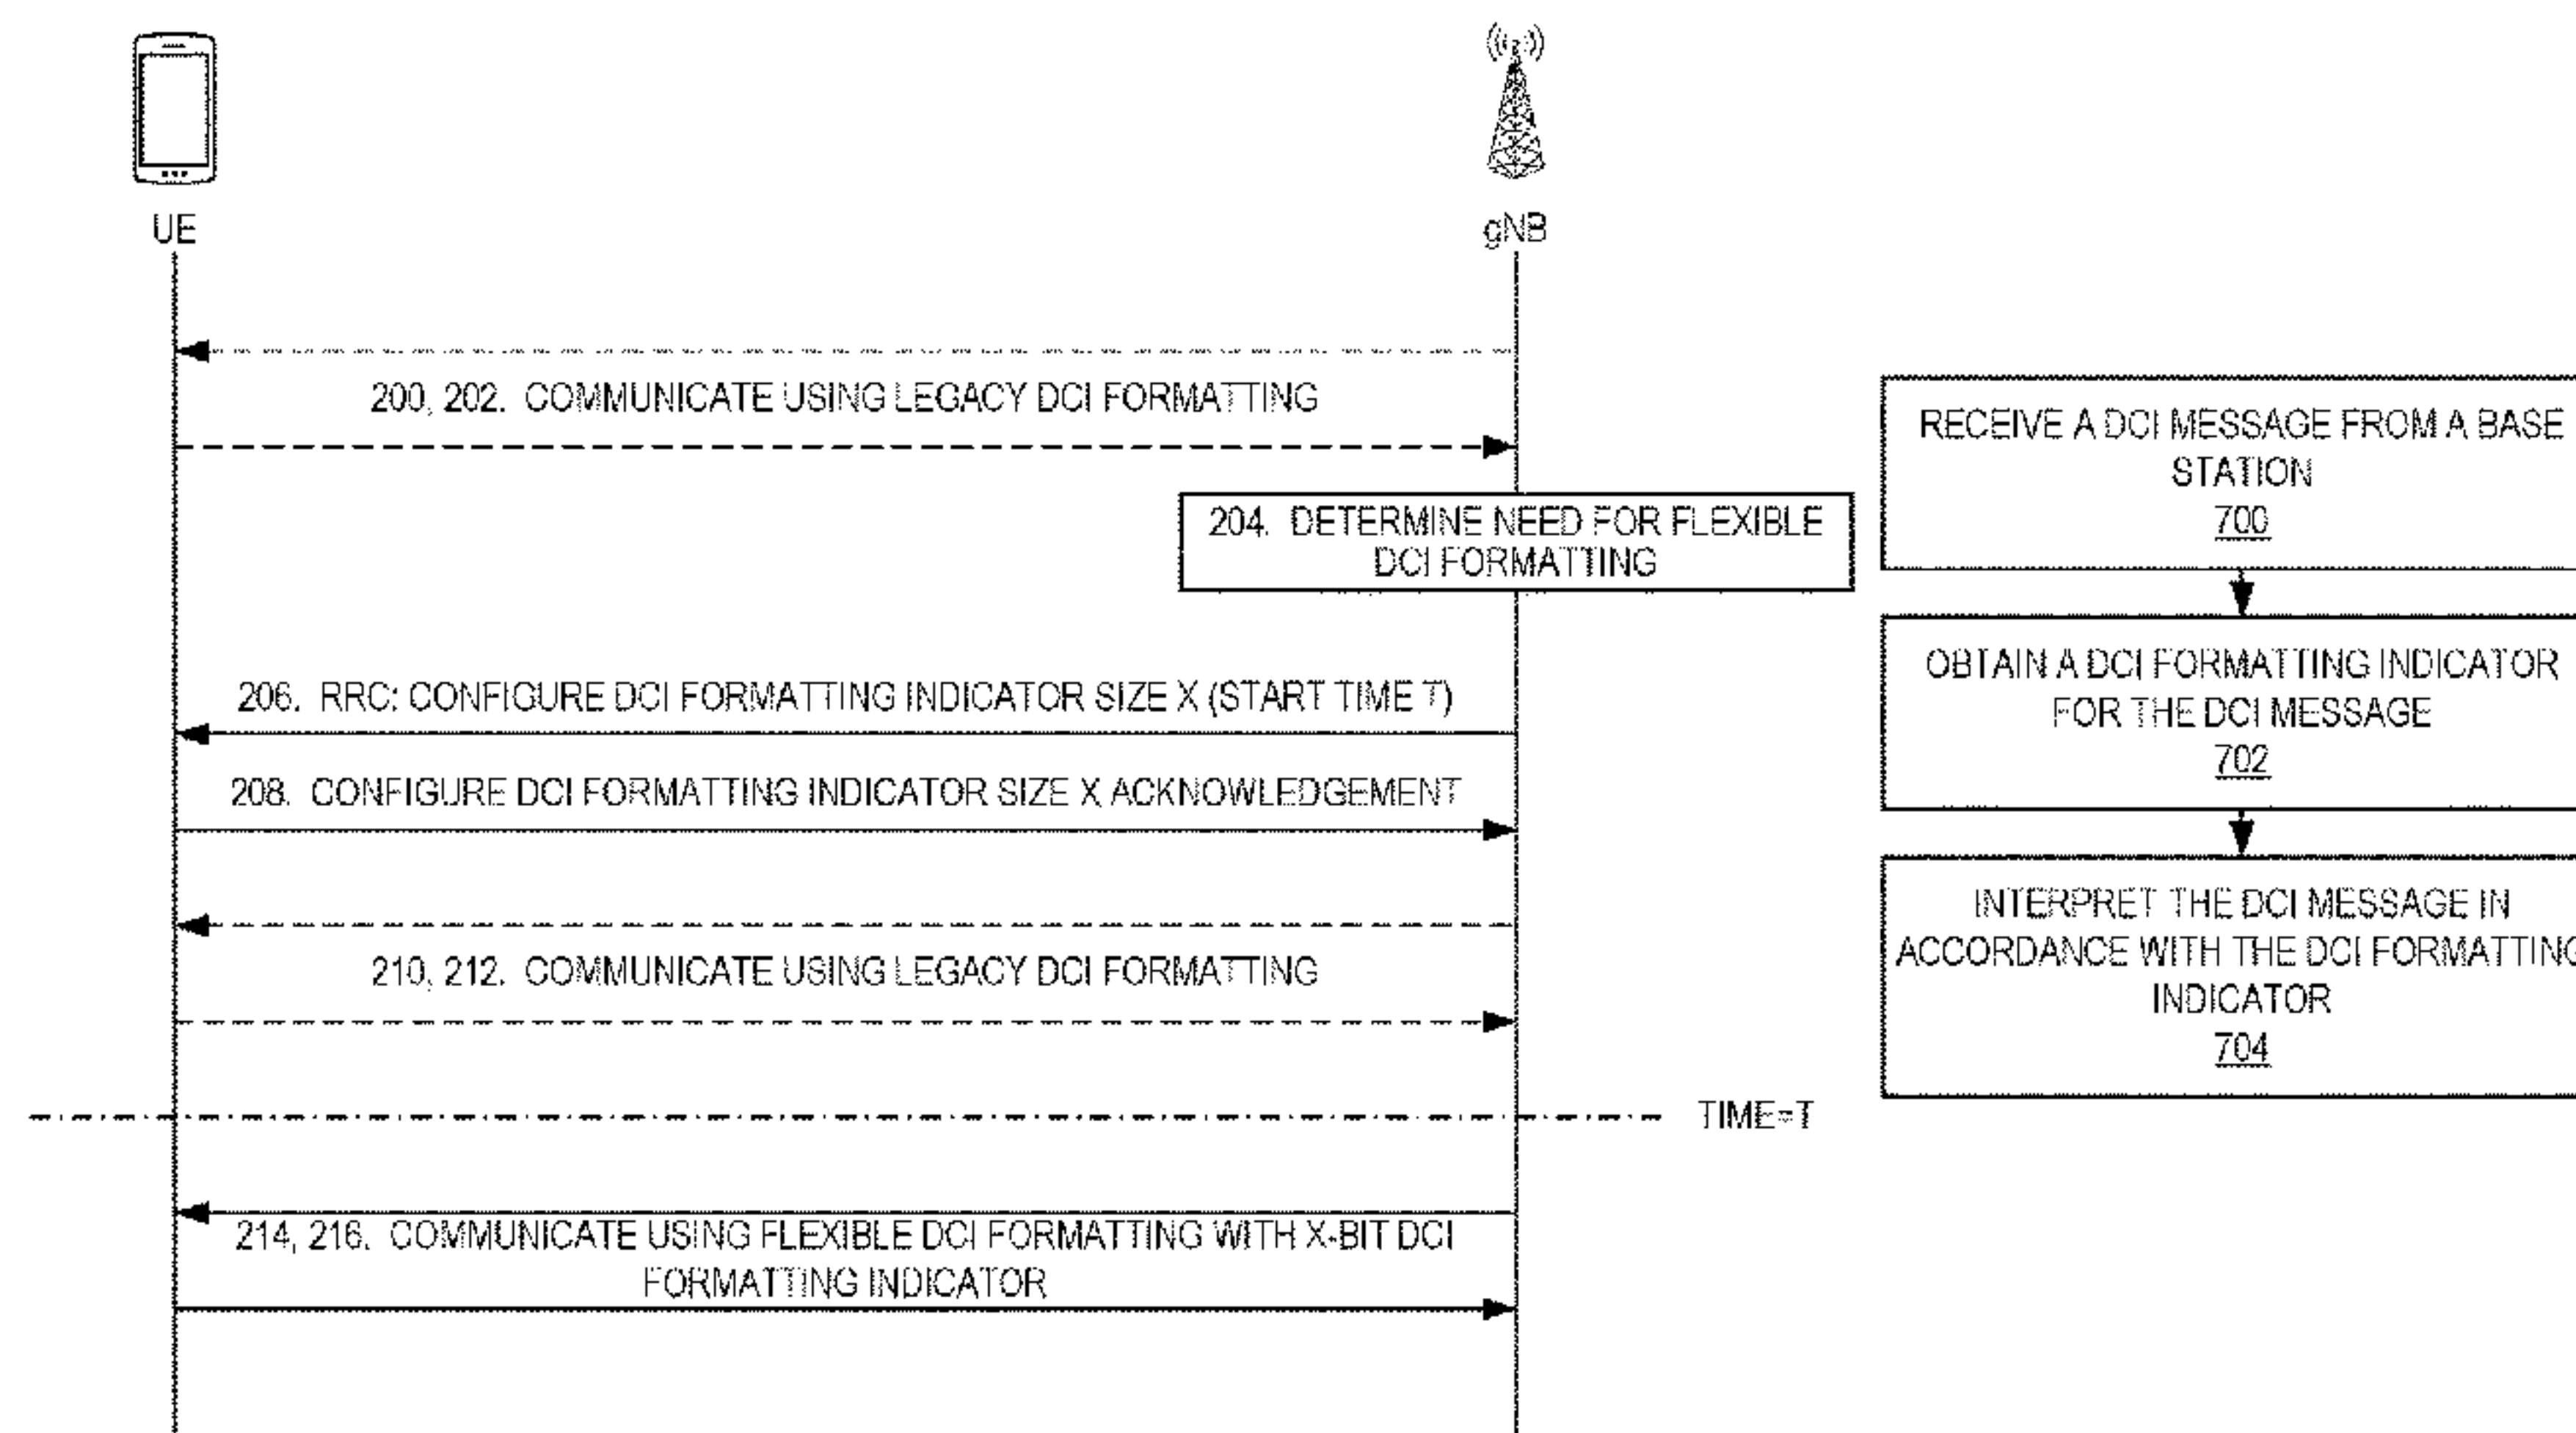 UE
gNB
200, 202. COMMUNICATE USING LEGACY DCI FORMATTING
204. DETERMINE NEED FOR FLEXIBLE
DCI FORMATTING
206. RRC: CONFIGURE DCI FORMATTING INDICATOR SIZE X (START TIME T)
208. CONFIGURE DCI FORMATTING INDICATOR SIZE X ACKNOWLEDGEMENT
210, 212. COMMUNICATE USING LEGACY DCI FORMATTING
TIME=T
214, 216. COMMUNICATE USING FLEXIBLE DCI FORMATTING WITH X-BIT DCI
FORMATTING INDICATOR
RECEIVE A DCI MESSAGE FROM A BASE
STATION
700
OBTAIN A DCI FORMATTING INDICATOR
FOR THE DCI MESSAGE
702
INTERPRET THE DCI MESSAGE IN
ACCORDANCE WITH THE DCI FORMATTING
INDICATOR
704